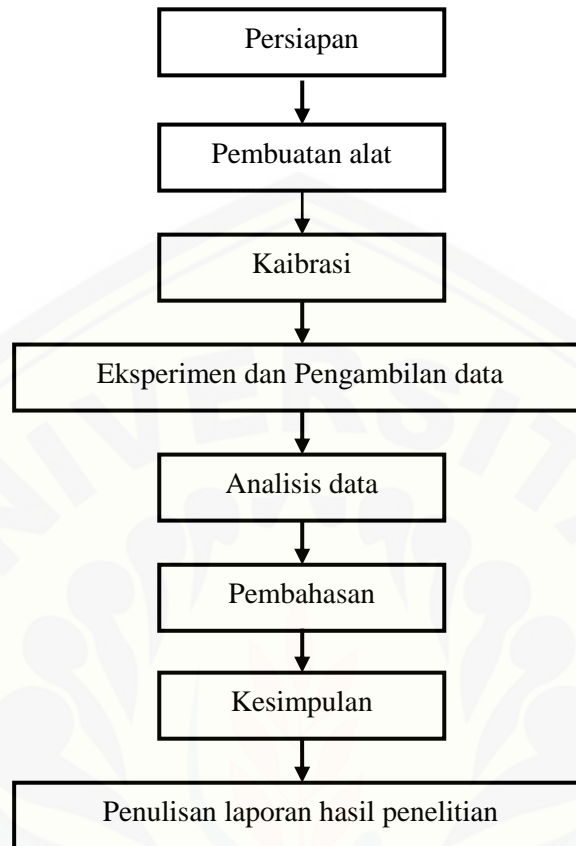 Persiapan
Pembuatan alat
Kaibrasi
Eksperimen dan Pengambilan data
Analisis data
Pembahasan
Kesimpulan
Penulisan laporan hasil penelitian